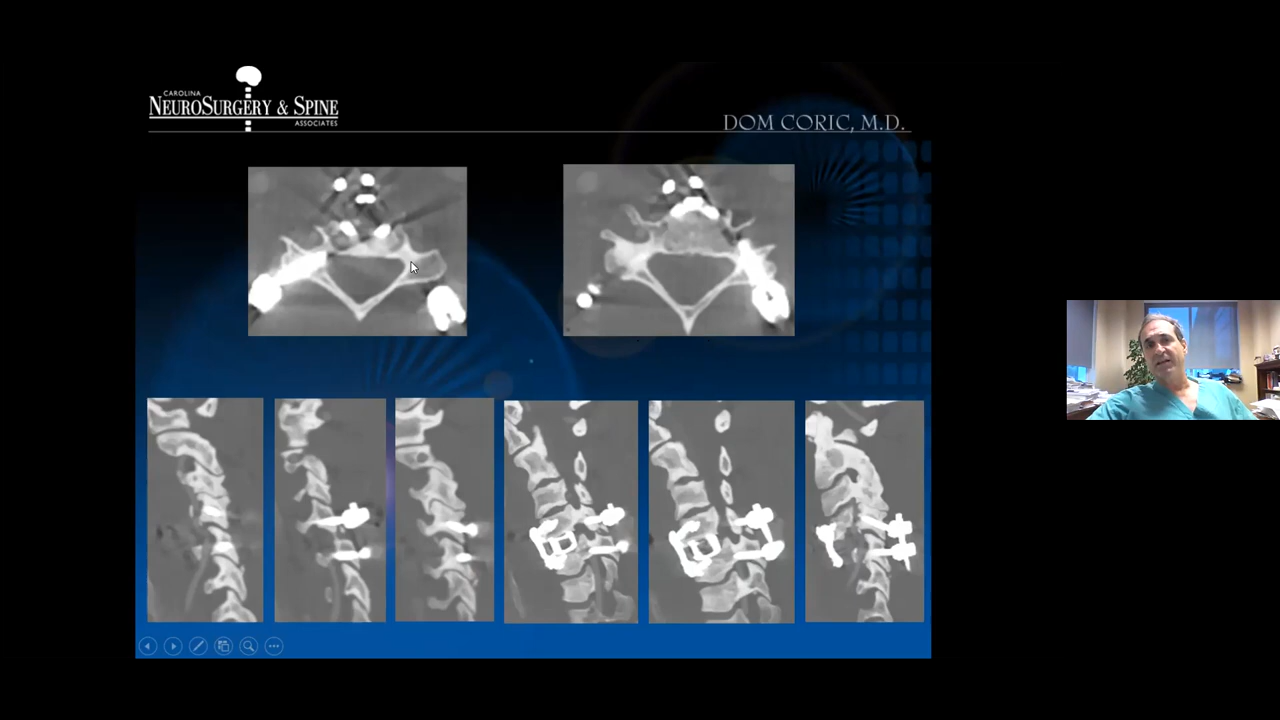 CAROLINA
NEUROSURGERY & SPINE
ASSOCIATES
DOM CORIC, M.D.